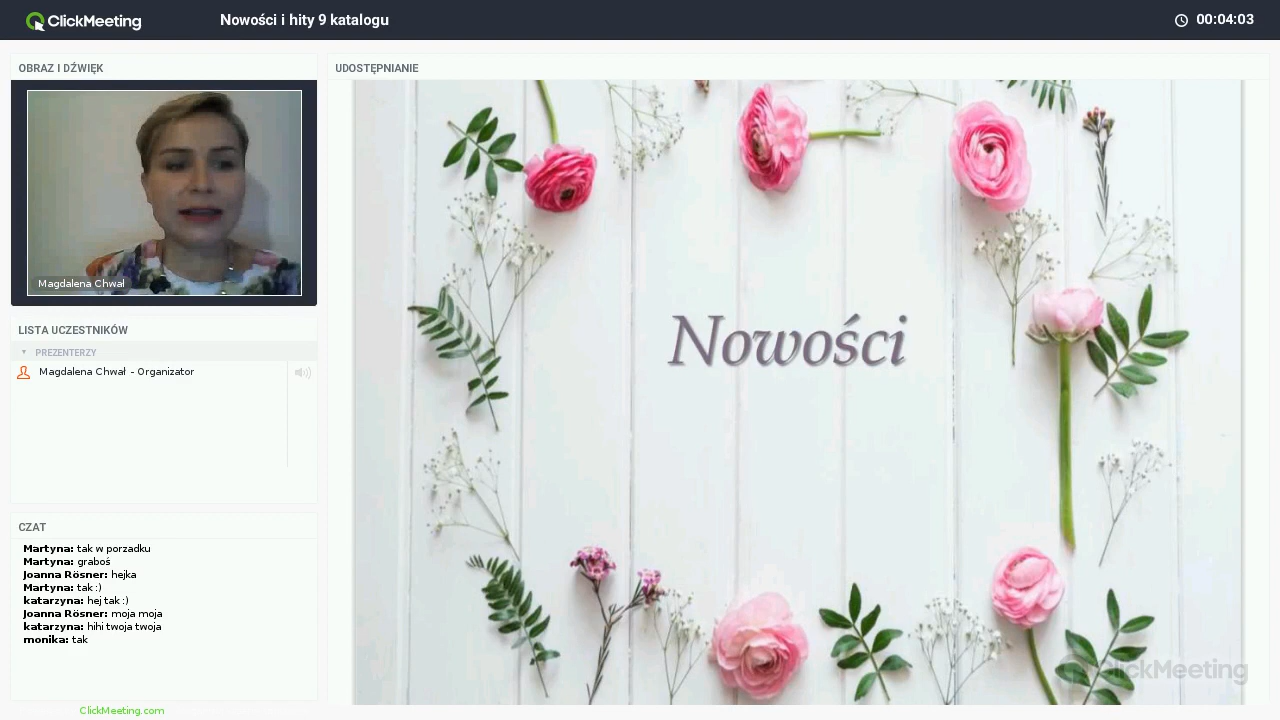 ClickMeeting
Nowości i hity 9 katalogu
00:04:03
OBRAZ I DŹWIĘK
Magdalena Chwał
LISTA UCZESTNIKÓW
PREZENTERZY
Magdalena Chwał - Organizator
CZAT
Martyna: tak w porzadku
Martyna: graboś
Joanna Rösner: hejka
Martyna: tak :)
katarzyna: hej tak :)
Joanna Rösner: moja moja
katarzyna: hihi twoja twoja
monika: tak
ClickMeeting.com
UDOSTĘPNIANIE
Nowości
ClickMeeting